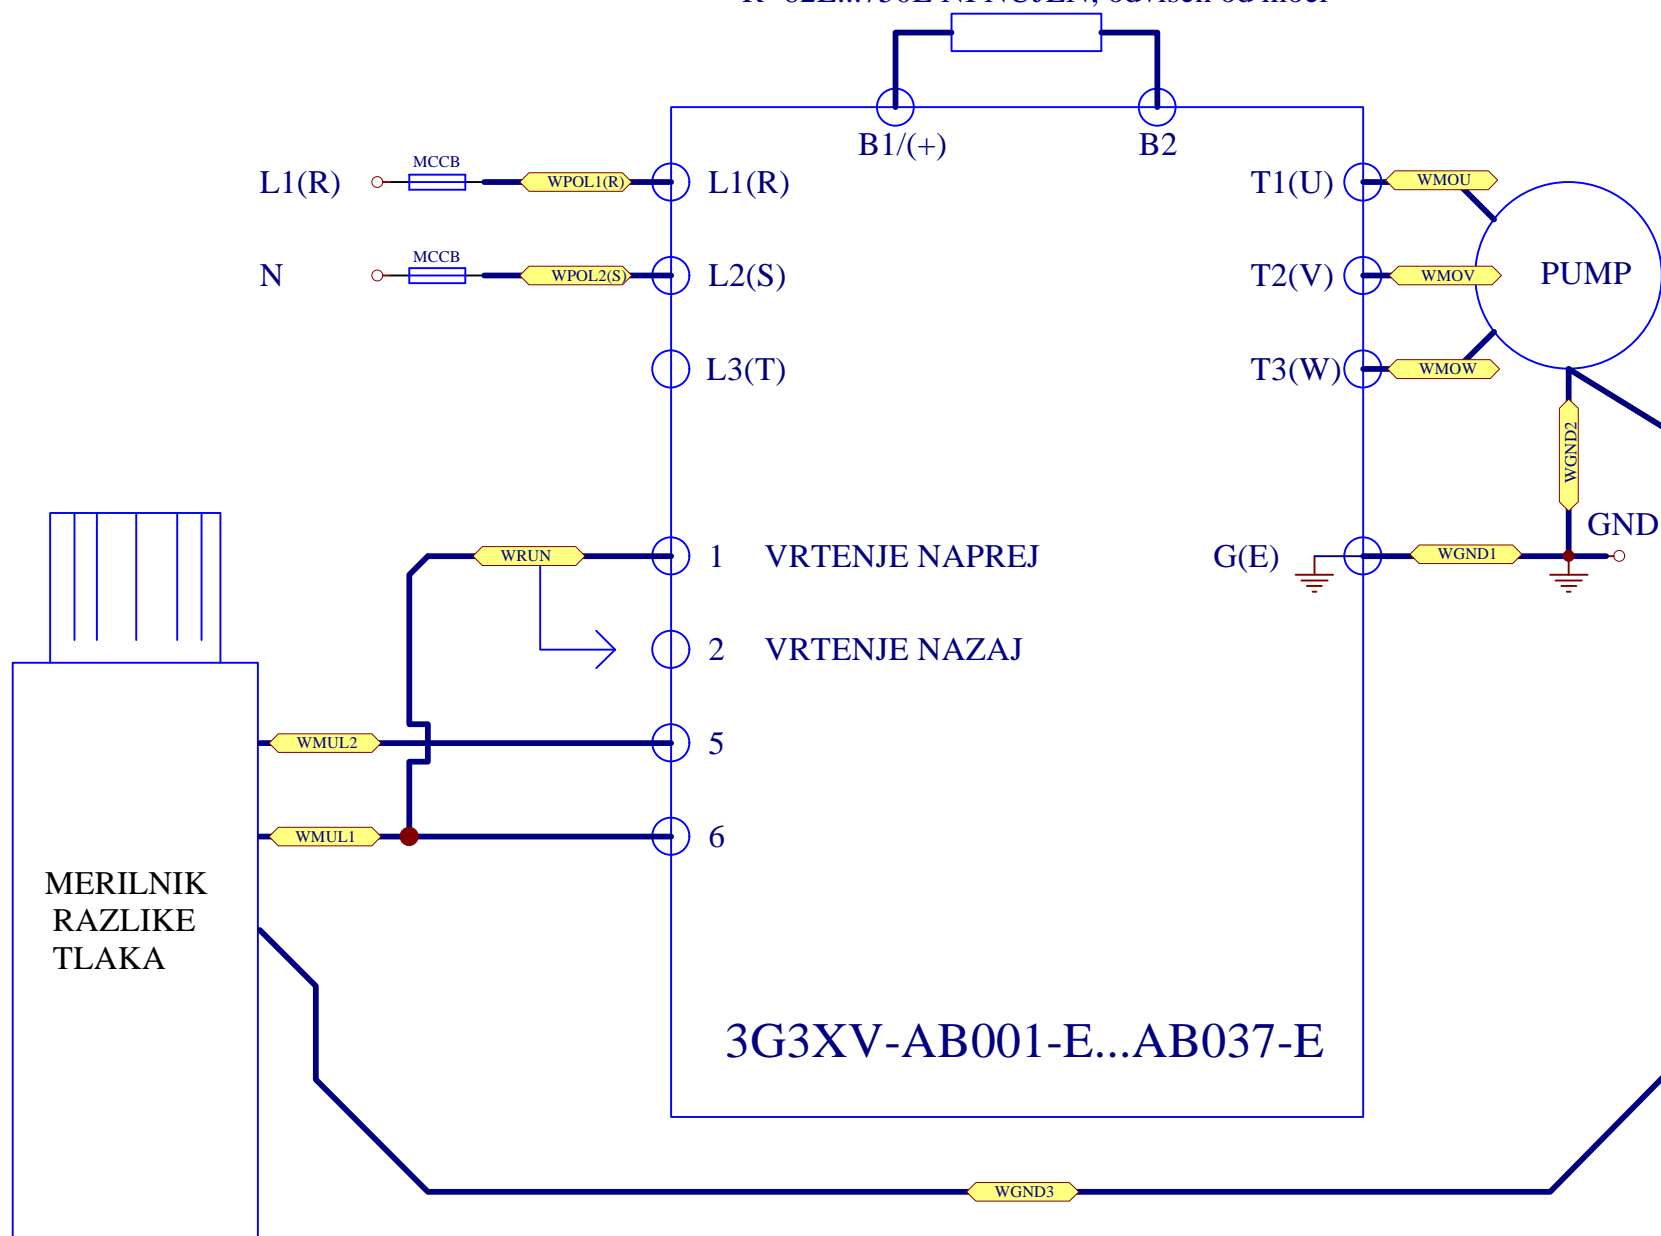 B1/(+) B2
L1(R) MCCB WPOL1(R) L1(R) T1(U) WMOU
N MCCB WPOL2(S) L2(S) T2(V) WMOV PUMP
L3(T) T3(W) WMOW
WGND2
GND
WRUN 1 VRTENJE NAPREJ G(E) WGND1
2 VRTENJE NAZAJ
WMUL2 5
WMUL1 6
MERILNIK
RAZLIKE
TLAKA
3G3XV-AB001-E...AB037-E
WGND3